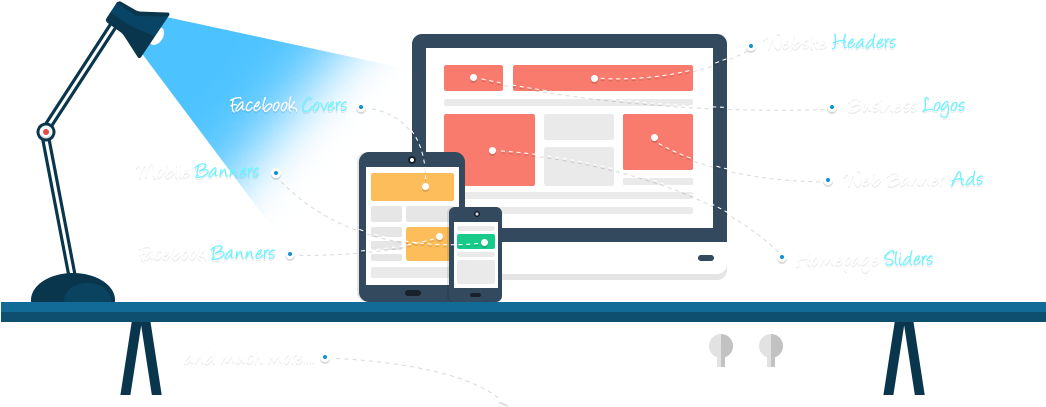 Website Headers
Facebook Covers
Business Logos
Mobile Banners
Web Banner Ads
Facebook Banners
Homepage Sliders
and much more...